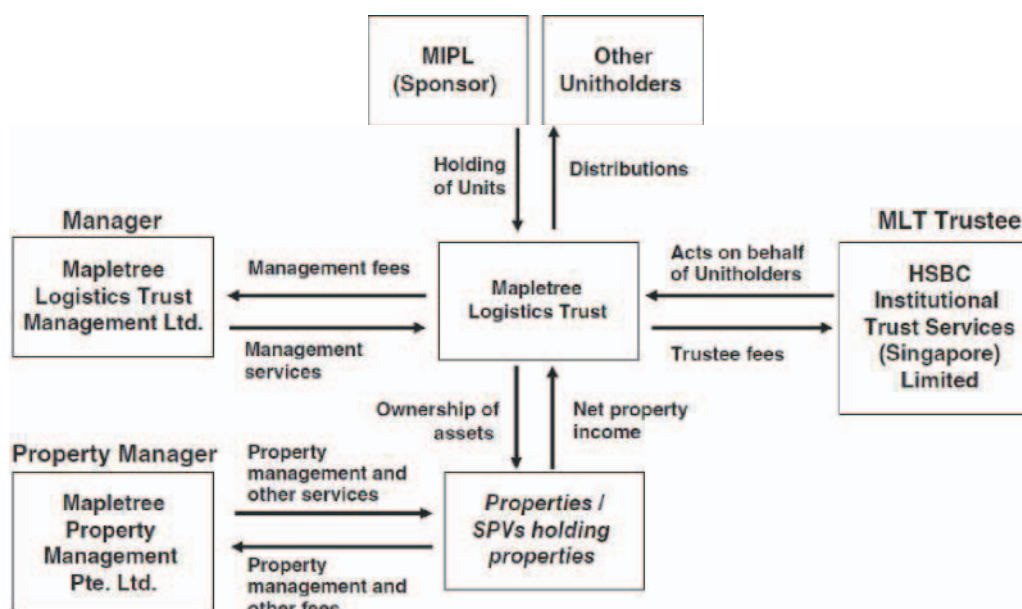 MIPL
(Sponsor)
Other
Unitholders
Holding
of Units
Distributions
Manager
MLT Trustee
Mapletree
Logistics Trust
Management Ltd.
Management fees
Management
services
Mapletree
Logistics Trust
Acts on behalf
of Unitholders
Trustee fees
HSBC
Institutional
Trust Services
(Singapore)
Limited
Ownership of
assets
Net property
income
Property Manager
Mapletree
Property
Management
Pte. Ltd.
Property
management and
other services
Property
management and
other fees
Properties /
SPVs holding
properties